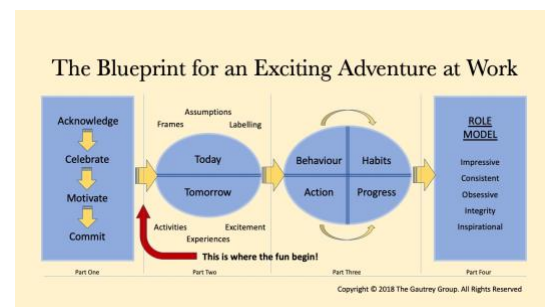 The Blueprint for an Exciting Adventure at Work
Acknowledge
Celebrate
Motivate
Commit
Part One
Assumptions
Frames
Labelling
Today
Tomorrow
Activities
Excitement
Experiences
This is where the fun begin!
Part Two
Behaviour
Habits
Action
Progress
Part Three
ROLE
MODEL
Impressive
Consistent
Obsessive
Integrity
Inspirational
Part Four
Copyright © 2018 The Gautrey Group. All Rights Reserved